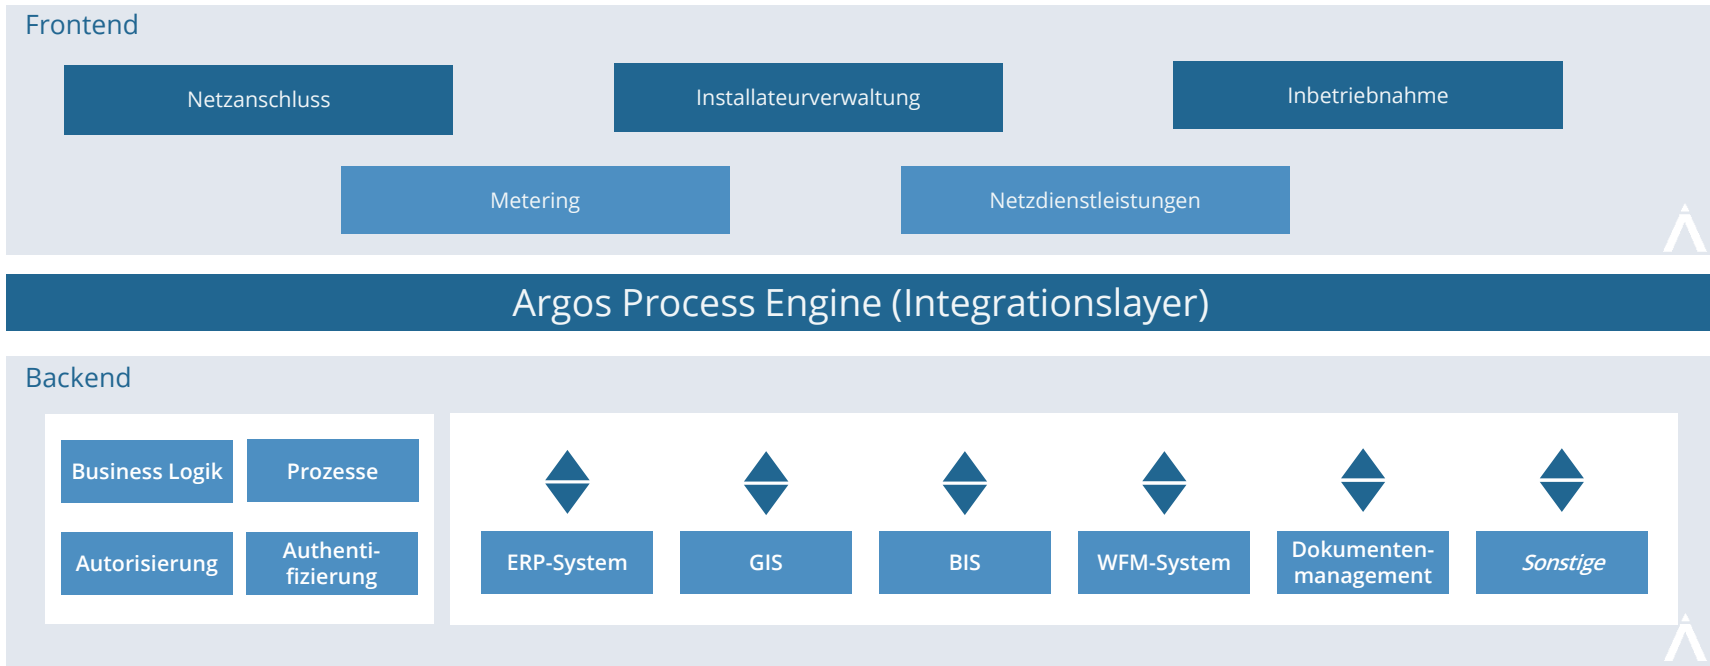 Frontend
Netzanschluss
Installateurverwaltung
Inbetriebnahme
Metering
Netzdienstleistungen
Argos Process Engine (Integrationslayer)
Backend
Business Logik
Prozesse
Autorisierung
Authenti-
fizierung
ERP-System
GIS
BIS
WFM-System
Dokumenten-
management
Sonstige